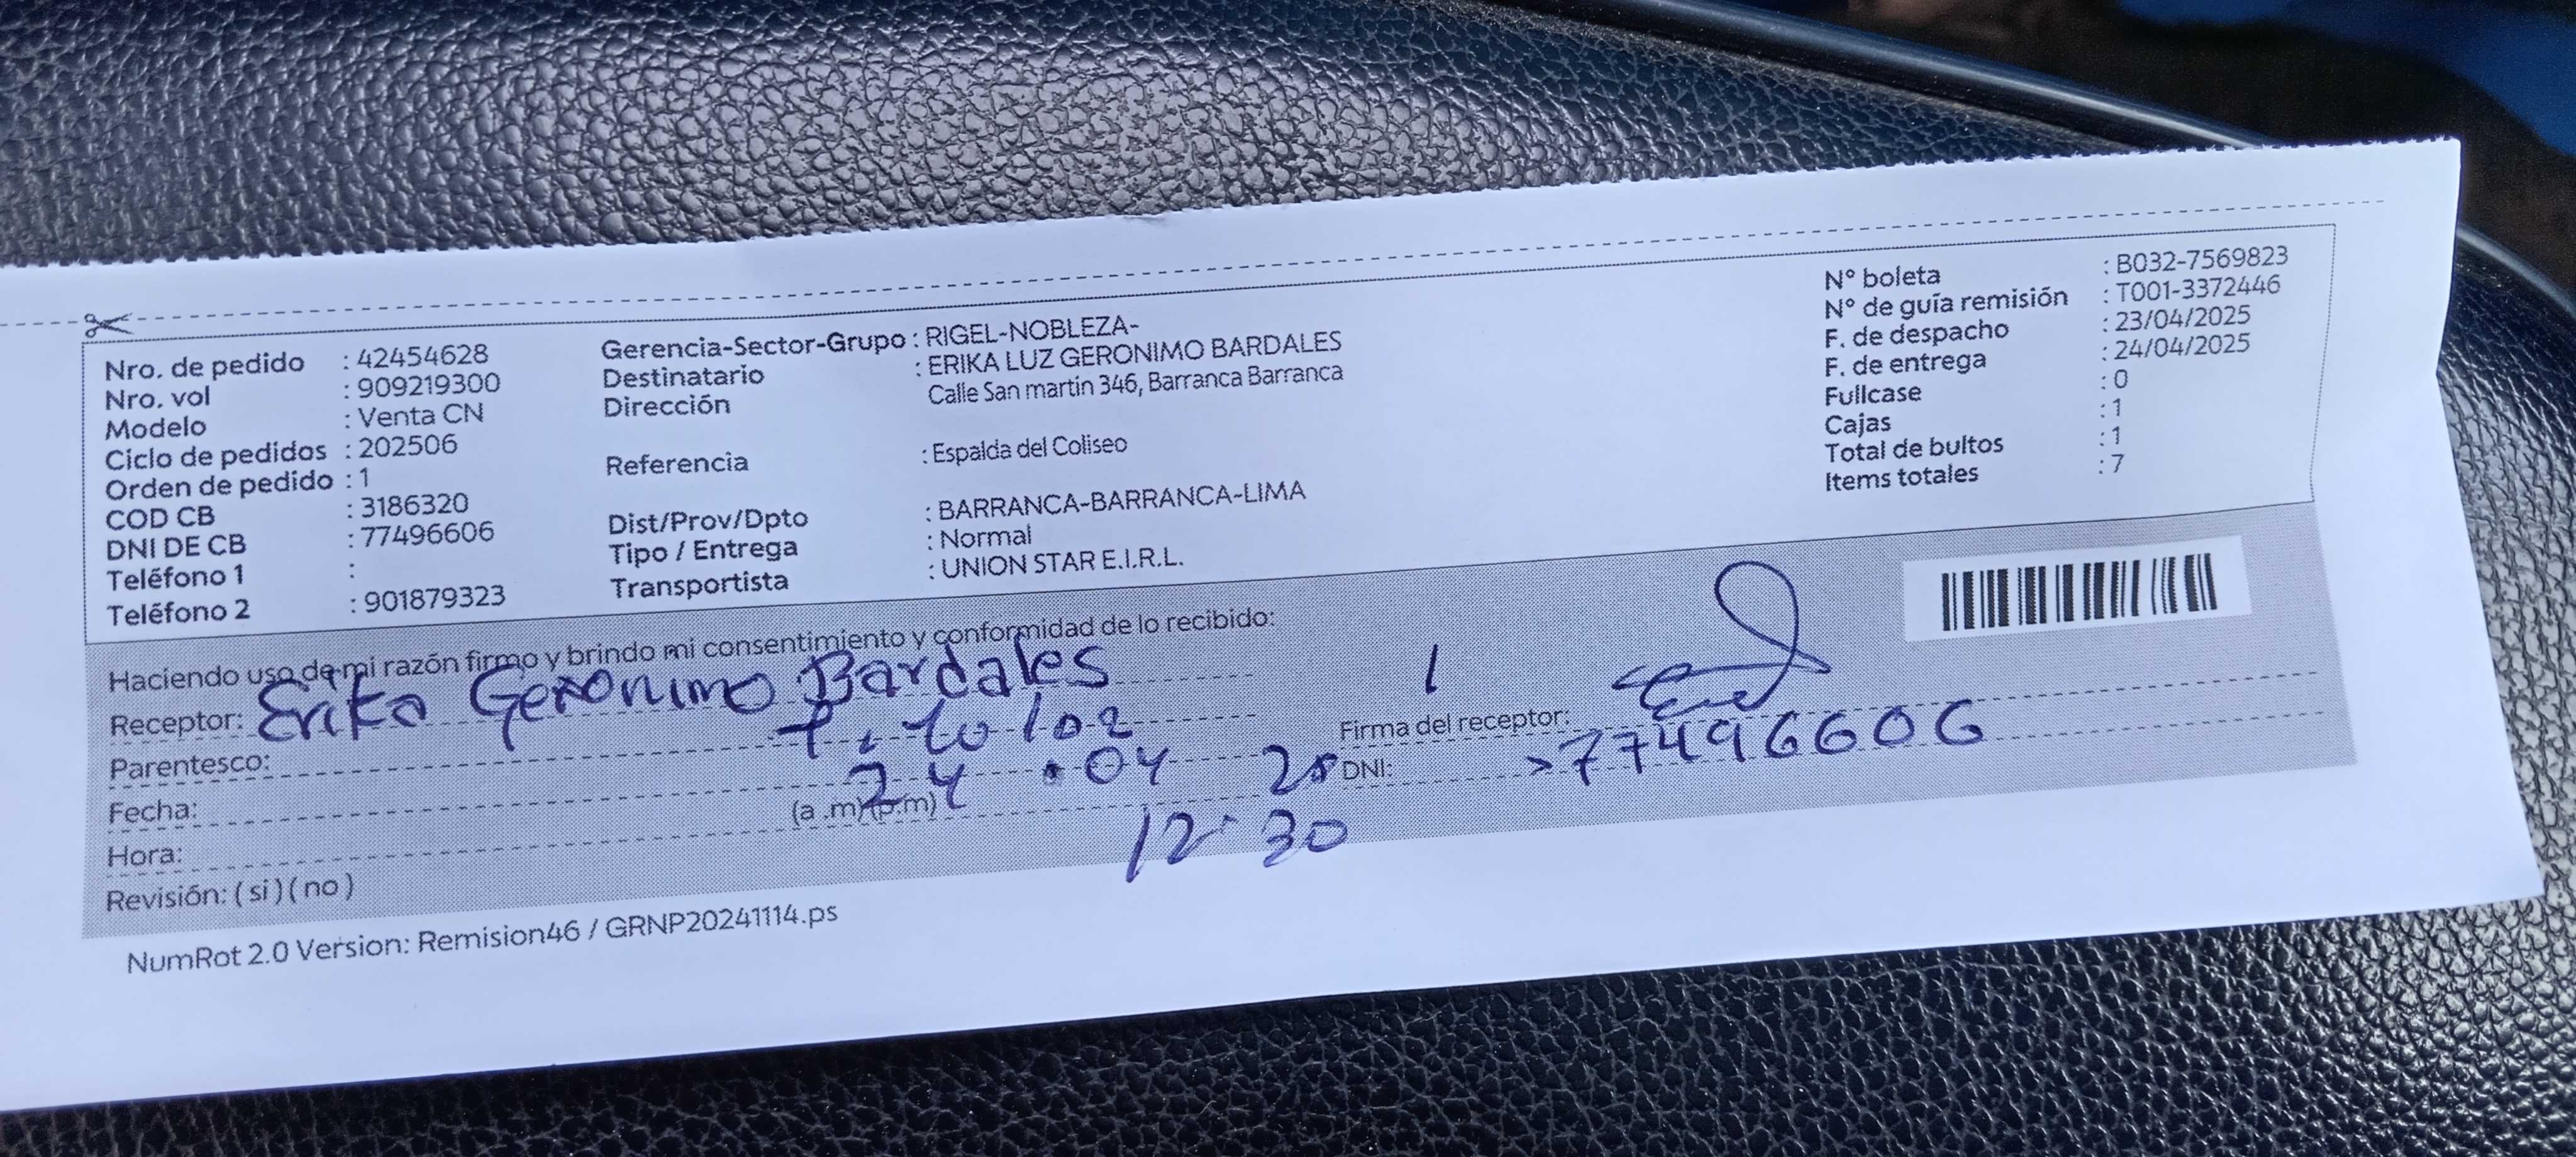 Nro. de pedido : 42454628
Nro. vol : 909219300
Modelo : Venta CN
Ciclo de pedidos : 202506
Orden de pedido : 1
COD CB : 3186320
DNI DE CB : 77496606
Teléfono 1 :
Teléfono 2 : 901879323
Gerencia-Sector-Grupo : RIGEL-NOBLEZA-
Destinatario : ERIKA LUZ GERONIMO BARDALES
Dirección Calle San martin 346, Barranca Barranca
Referencia : Espalda del Coliseo
Dist/Prov/Dpto : BARRANCA-BARRANCA-LIMA
Tipo / Entrega : Normal
Transportista : UNION STAR E.I.R.L.
N° boleta : B032-7569823
N° de guía remisión : T001-3372446
F. de despacho : 23/04/2025
F. de entrega : 24/04/2025
Fullcase : 0
Cajas : 1
Total de bultos : 1
Items totales : 7
Haciendo uso de mi razón firmo y brindo mi consentimiento y conformidad de lo recibido:
Receptor: Erika Geronimo Bardales
Parentesco:
Firma del receptor:
Fecha: 24 . 04
DNI: 77496606
Hora: (a .m) (p.m) 12 30
Revisión: ( si ) ( no )
NumRot 2.0 Version: Remision46 / GRNP20241114.ps